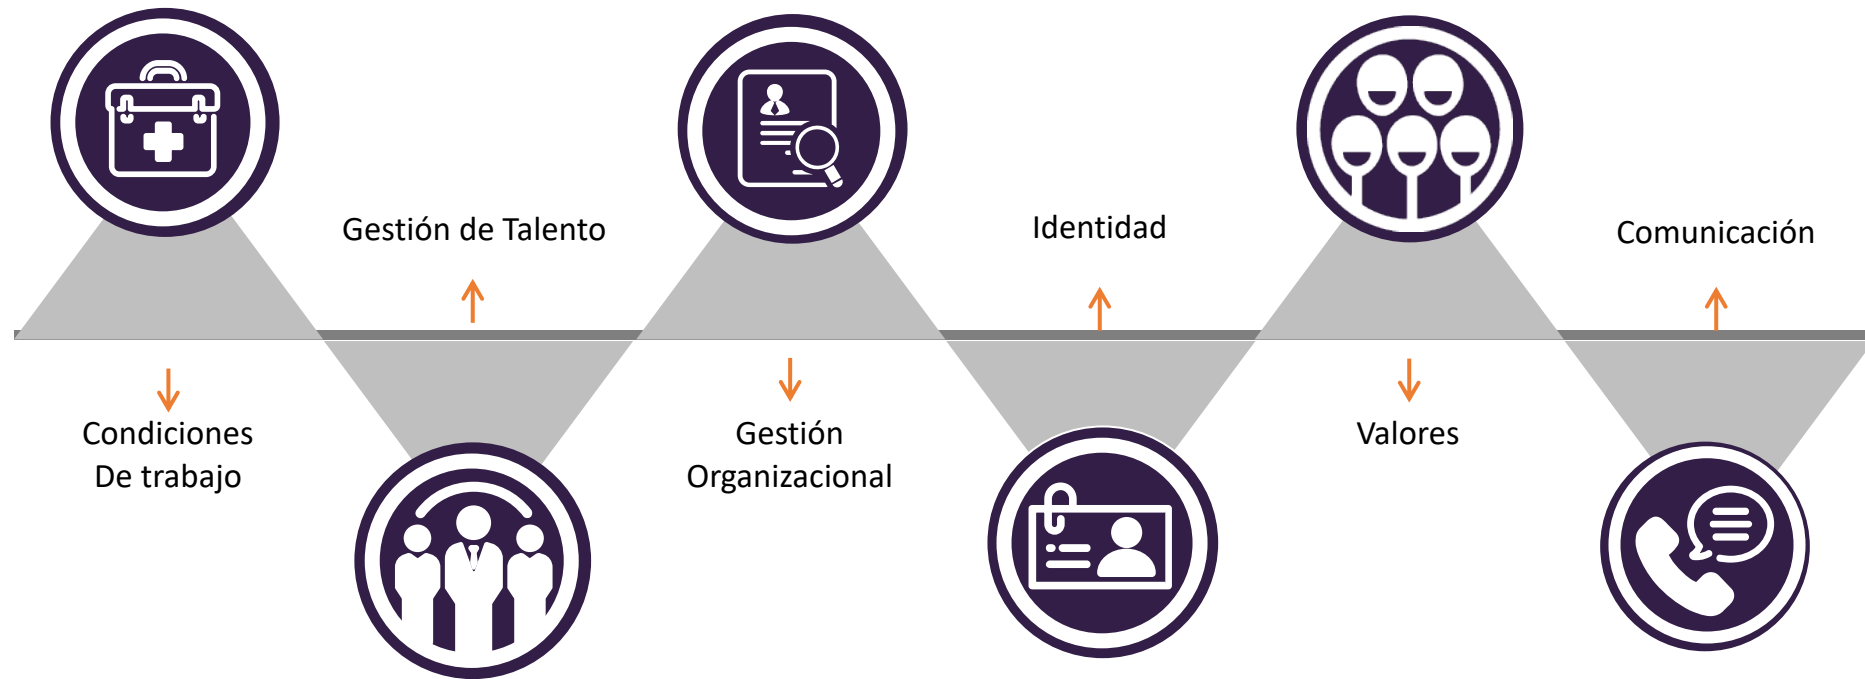 Gestión de Talento
Identidad
Comunicación
Condiciones
De trabajo
Gestión
Organizacional
Valores